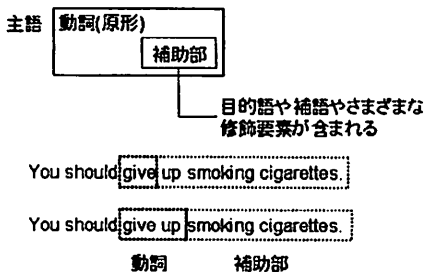 主語 動詞(原形)
補助部
目的語や補語やさまざまな
修飾要素が含まれる
You should give up smoking cigarettes.
You should give up smoking cigarettes.
動詞 補助部